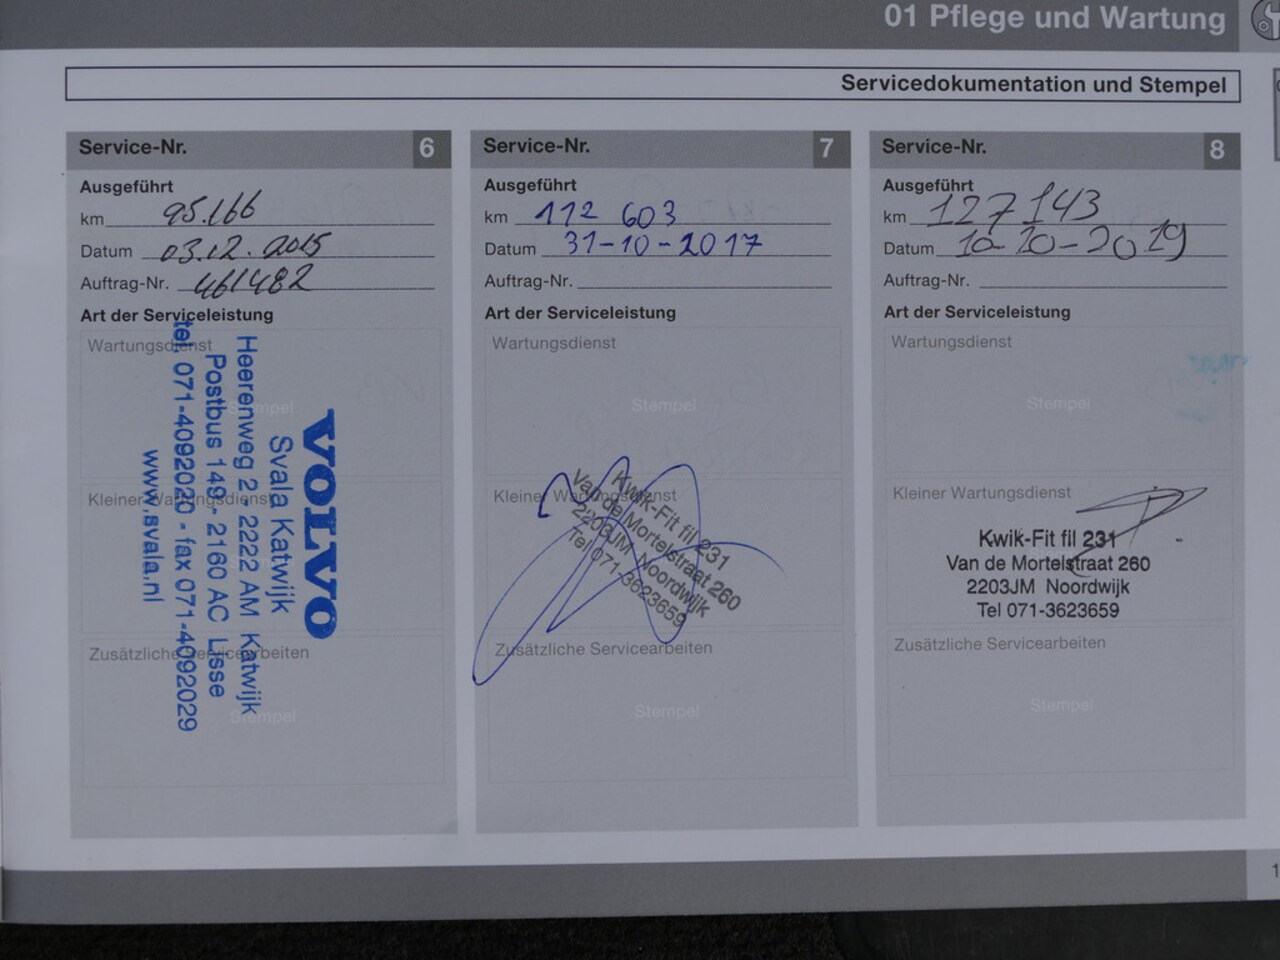 01 Pflege und Wartung
Servicedokumentation und Stempel
Service-Nr. 6
Ausgeführt
km 95.166
Datum 03.12.2015
Auftrag-Nr. 461482
Art der Serviceleistung
Wartungsdienst
Stempel
Kleiner Wartungsdienst
Zusätzliche Servicearbeiten
Stempel
VOLVO
Svala Katwijk
Heerenweg 2 - 2222 AM Katwijk
Postbus 149 - 2160 AC Lisse
tel. 071-4092020 - fax 071-4092029
www.svala.nl
Service-Nr. 7
Ausgeführt
km 112 603
Datum 31-10-2017
Auftrag-Nr.
Art der Serviceleistung
Wartungsdienst
Stempel
Kleiner Wartungsdienst
Kwik-Fit fil 231
Van de Mortelstraat 260
2203JM Noordwijk
Tel 071-3623659
Zusätzliche Servicearbeiten
Stempel
Service-Nr. 8
Ausgeführt
km 127143
Datum 10-10-2019
Auftrag-Nr.
Art der Serviceleistung
Wartungsdienst
Stempel
Kleiner Wartungsdienst
Kwik-Fit fil 231
Van de Mortelstraat 260
2203JM Noordwijk
Tel 071-3623659
Zusätzliche Servicearbeiten
Stempel
1